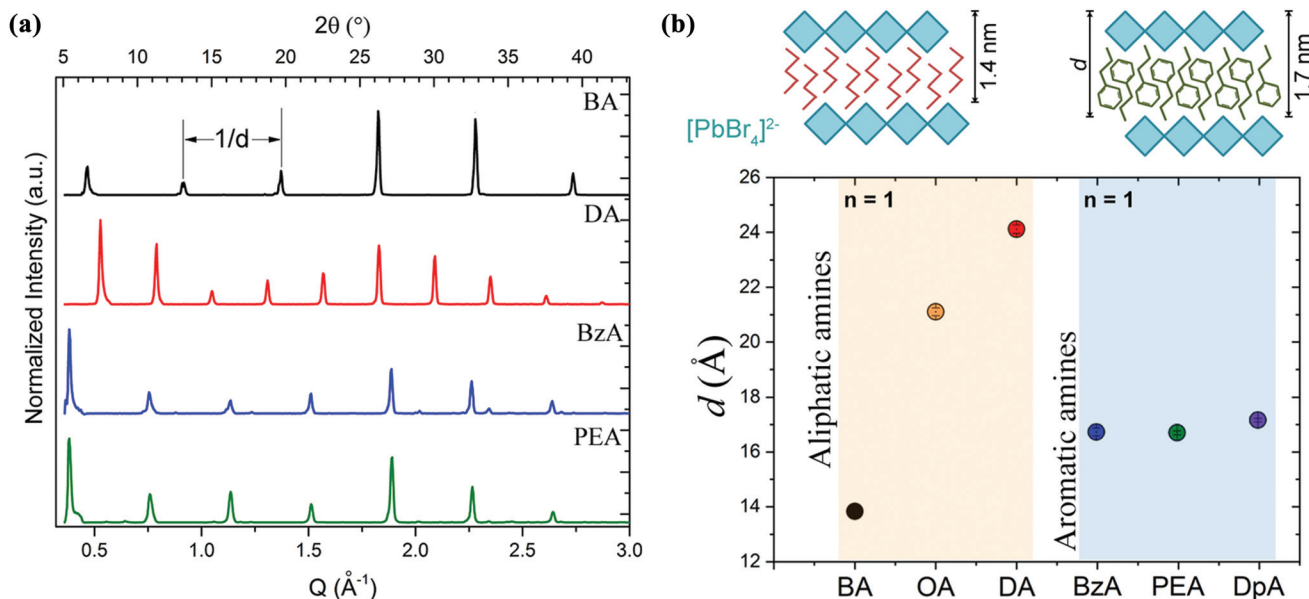 (a)
2θ (°)
5 10 15 20 25 30 35 40
BA
1/d
DA
BzA
PEA
Normalized Intensity (a.u.)
0.5 1.0 1.5 2.0 2.5 3.0
Q (Å⁻¹)
(b)
1.4 nm
d
1.7 nm
[PbBr₄]²⁻
n = 1
n = 1
24
22
20
18
16
14
12
d (Å)
Aliphatic amines
Aromatic amines
BA OA DA BzA PEA DpA